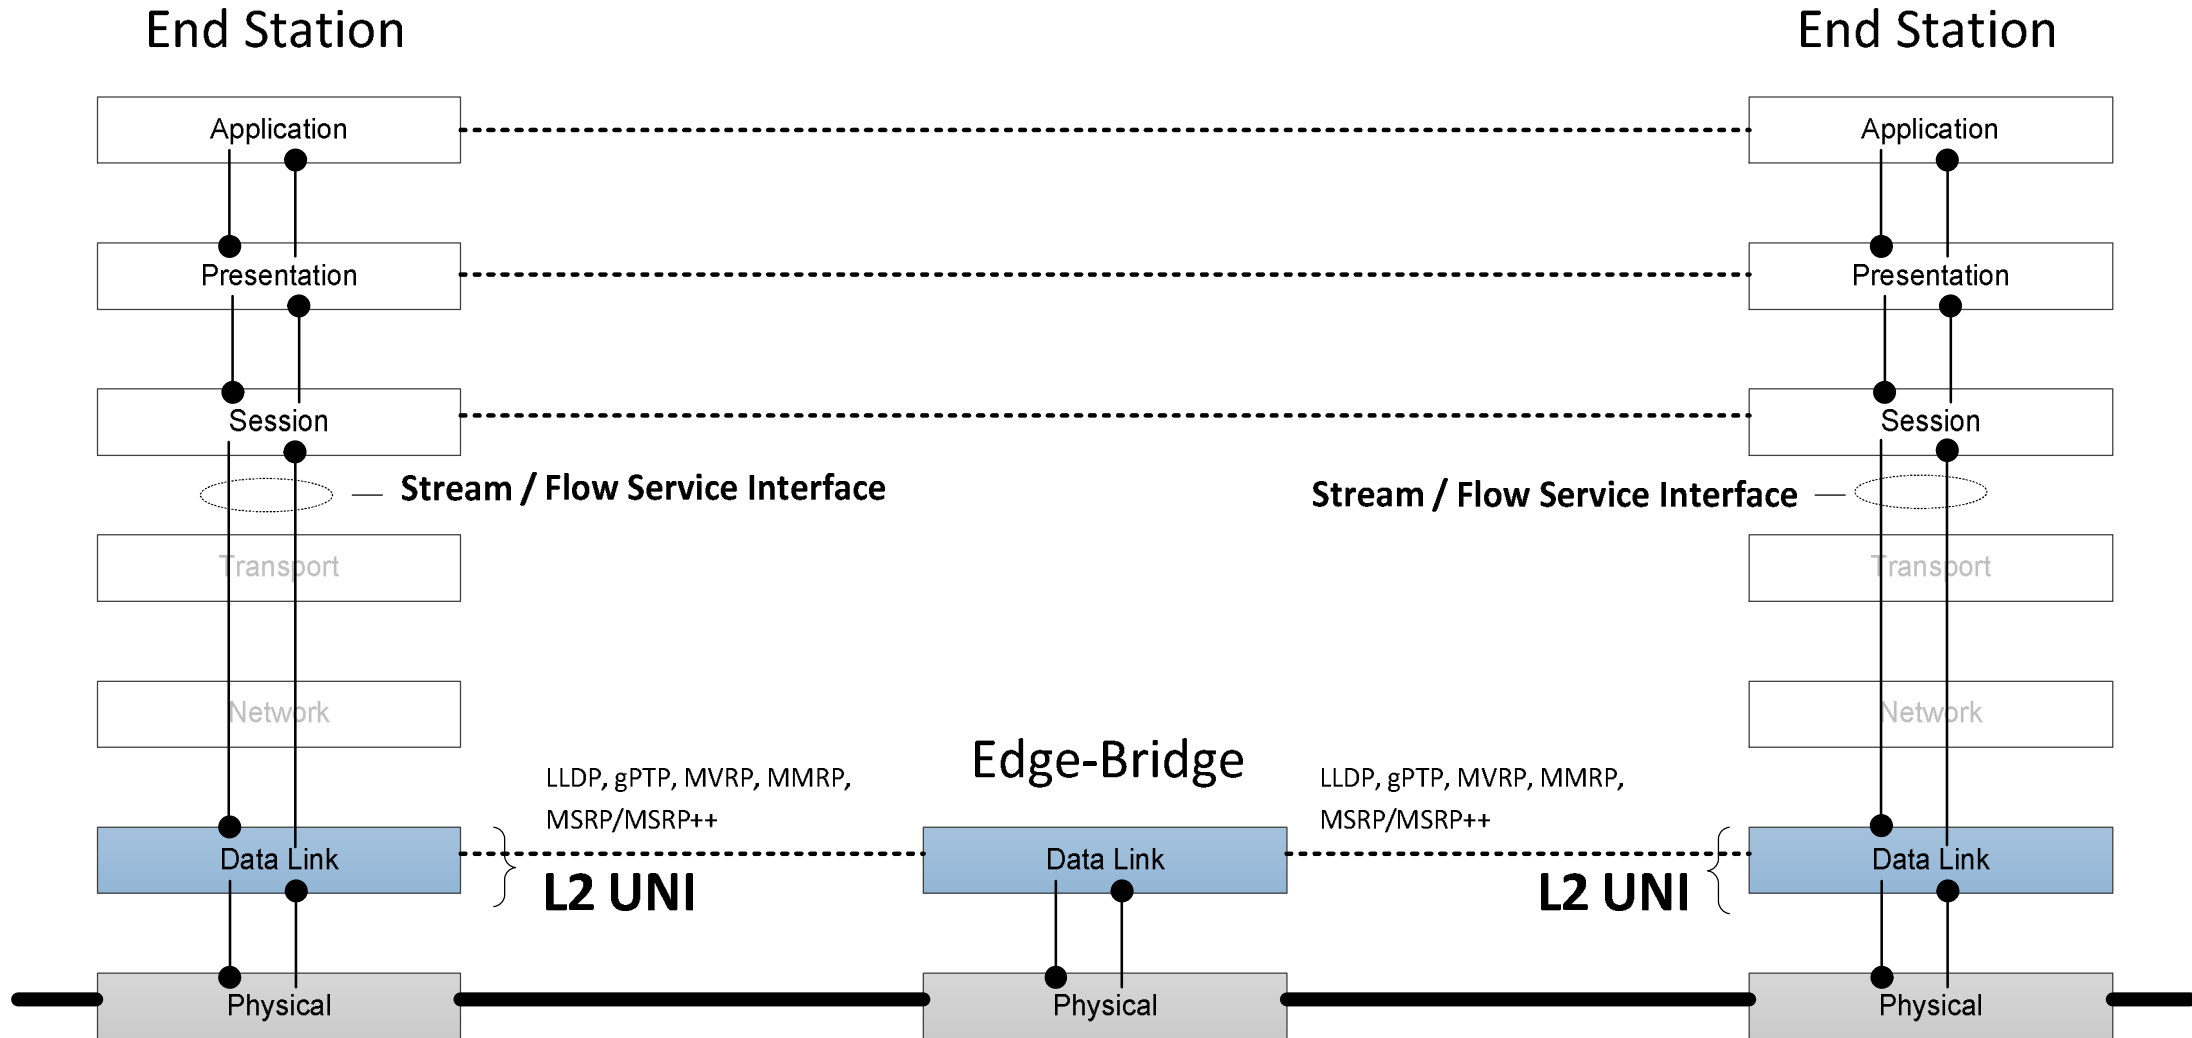 End Station
End Station
Application
Application
Presentation
Presentation
Session
Session
Stream / Flow Service Interface
Stream / Flow Service Interface
Transport
Transport
Network
Network
Edge-Bridge
LLDP, gPTP, MVRP, MMRP,
MSRP/MSRP++
LLDP, gPTP, MVRP, MMRP,
MSRP/MSRP++
Data Link
Data Link
Data Link
L2 UNI
L2 UNI
Physical
Physical
Physical